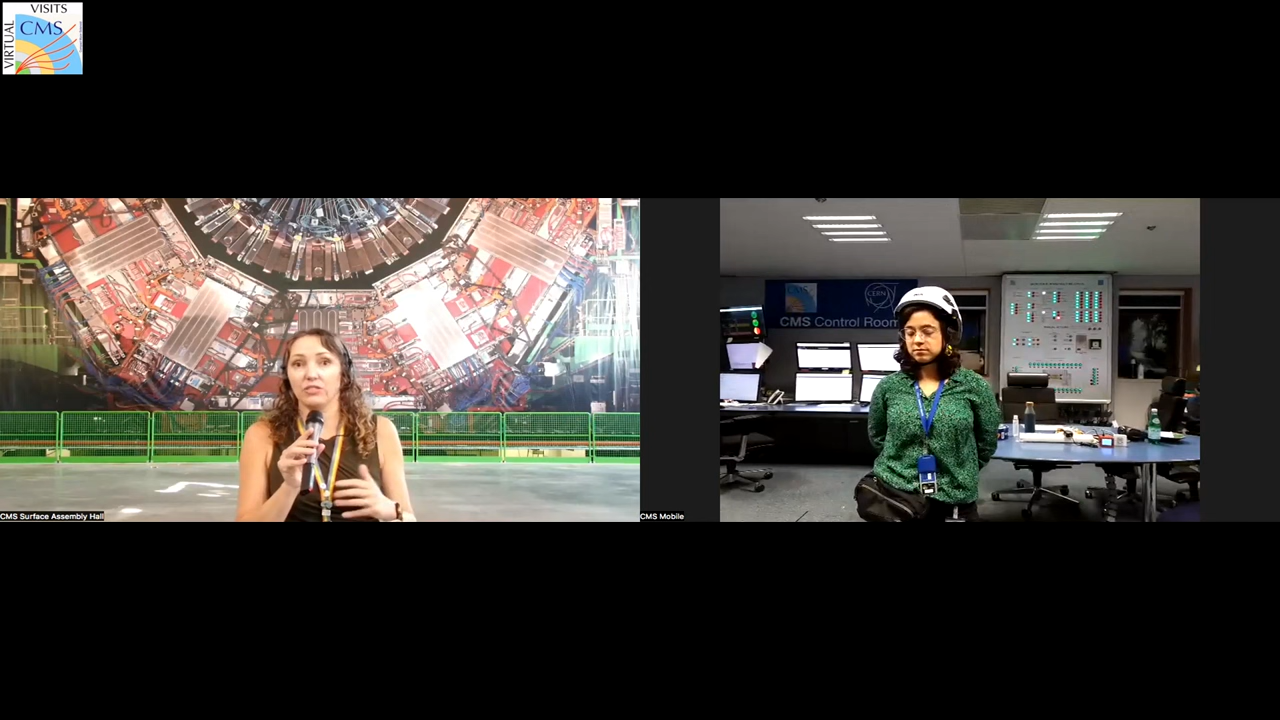 VISITS
VIRTUAL
CMS
CERN
CMS Control Room
CMS Surface Assembly Hall
CMS Mobile